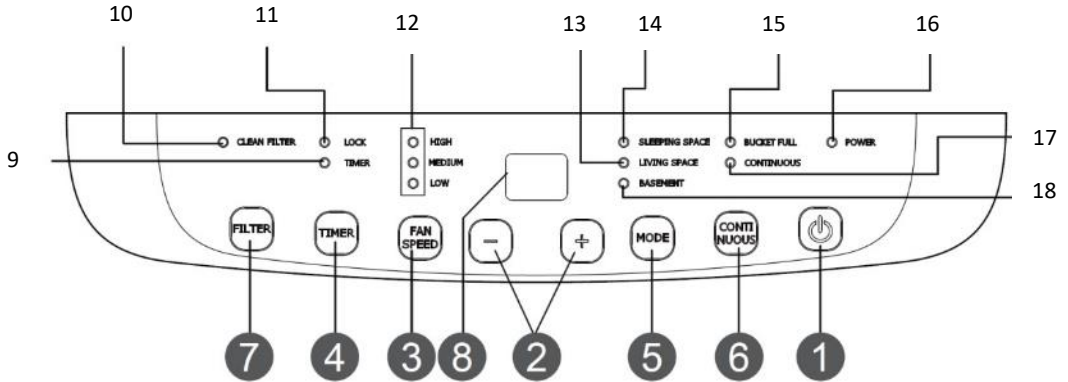 10 11 12 13 14 15 16
CLEAN FILTER LOCK HIGH SLEEPING SPACE BUCKET FULL POWER 17
9 TIMER MEDIUM LIVING SPACE CONTINUOUS
LOW BASEMENT 18
FILTER
TIMER
FAN
SPEED
−
+
MODE
CONTI
NUOUS
7 4 3 8 2 5 6 1